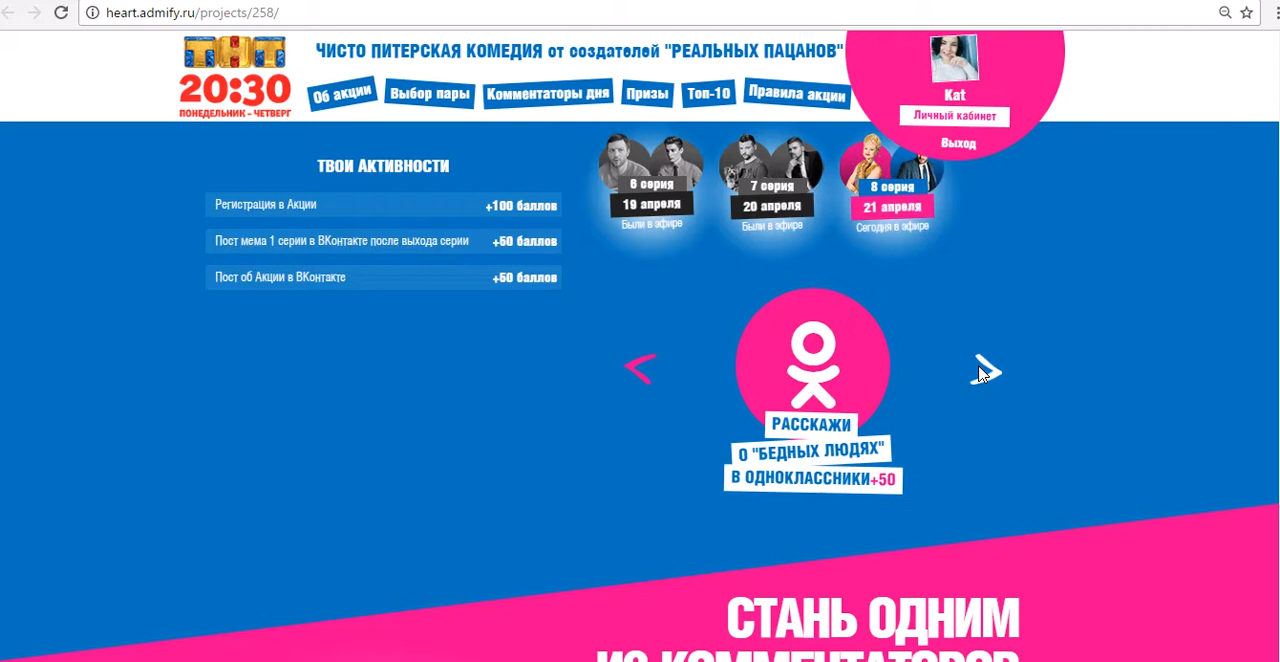 heart.admify.ru/projects/258/
ТНТ
20:30
ПОНЕДЕЛЬНИК - ЧЕТВЕРГ
ЧИСТО ПИТЕРСКАЯ КОМЕДИЯ от создателей "РЕАЛЬНЫХ ПАЦАНОВ"
Об акции
Выбор пары
Комментаторы дня
Призы
Топ-10
Правила акции
Kat
Личный кабинет
Выход
ТВОИ АКТИВНОСТИ
Регистрация в Акции +100 баллов
Пост мема 1 серии в ВКонтакте после выхода серии +50 баллов
Пост об Акции в ВКонтакте +50 баллов
6 серия
19 апреля
Были в эфире
7 серия
20 апреля
Были в эфире
8 серия
21 апреля
Сегодня в эфире
РАССКАЖИ
О "БЕДНЫХ ЛЮДЯХ"
В ОДНОКЛАССНИКИ+50
СТАНЬ ОДНИМ
ИЗ КОММЕНТАТОРОВ